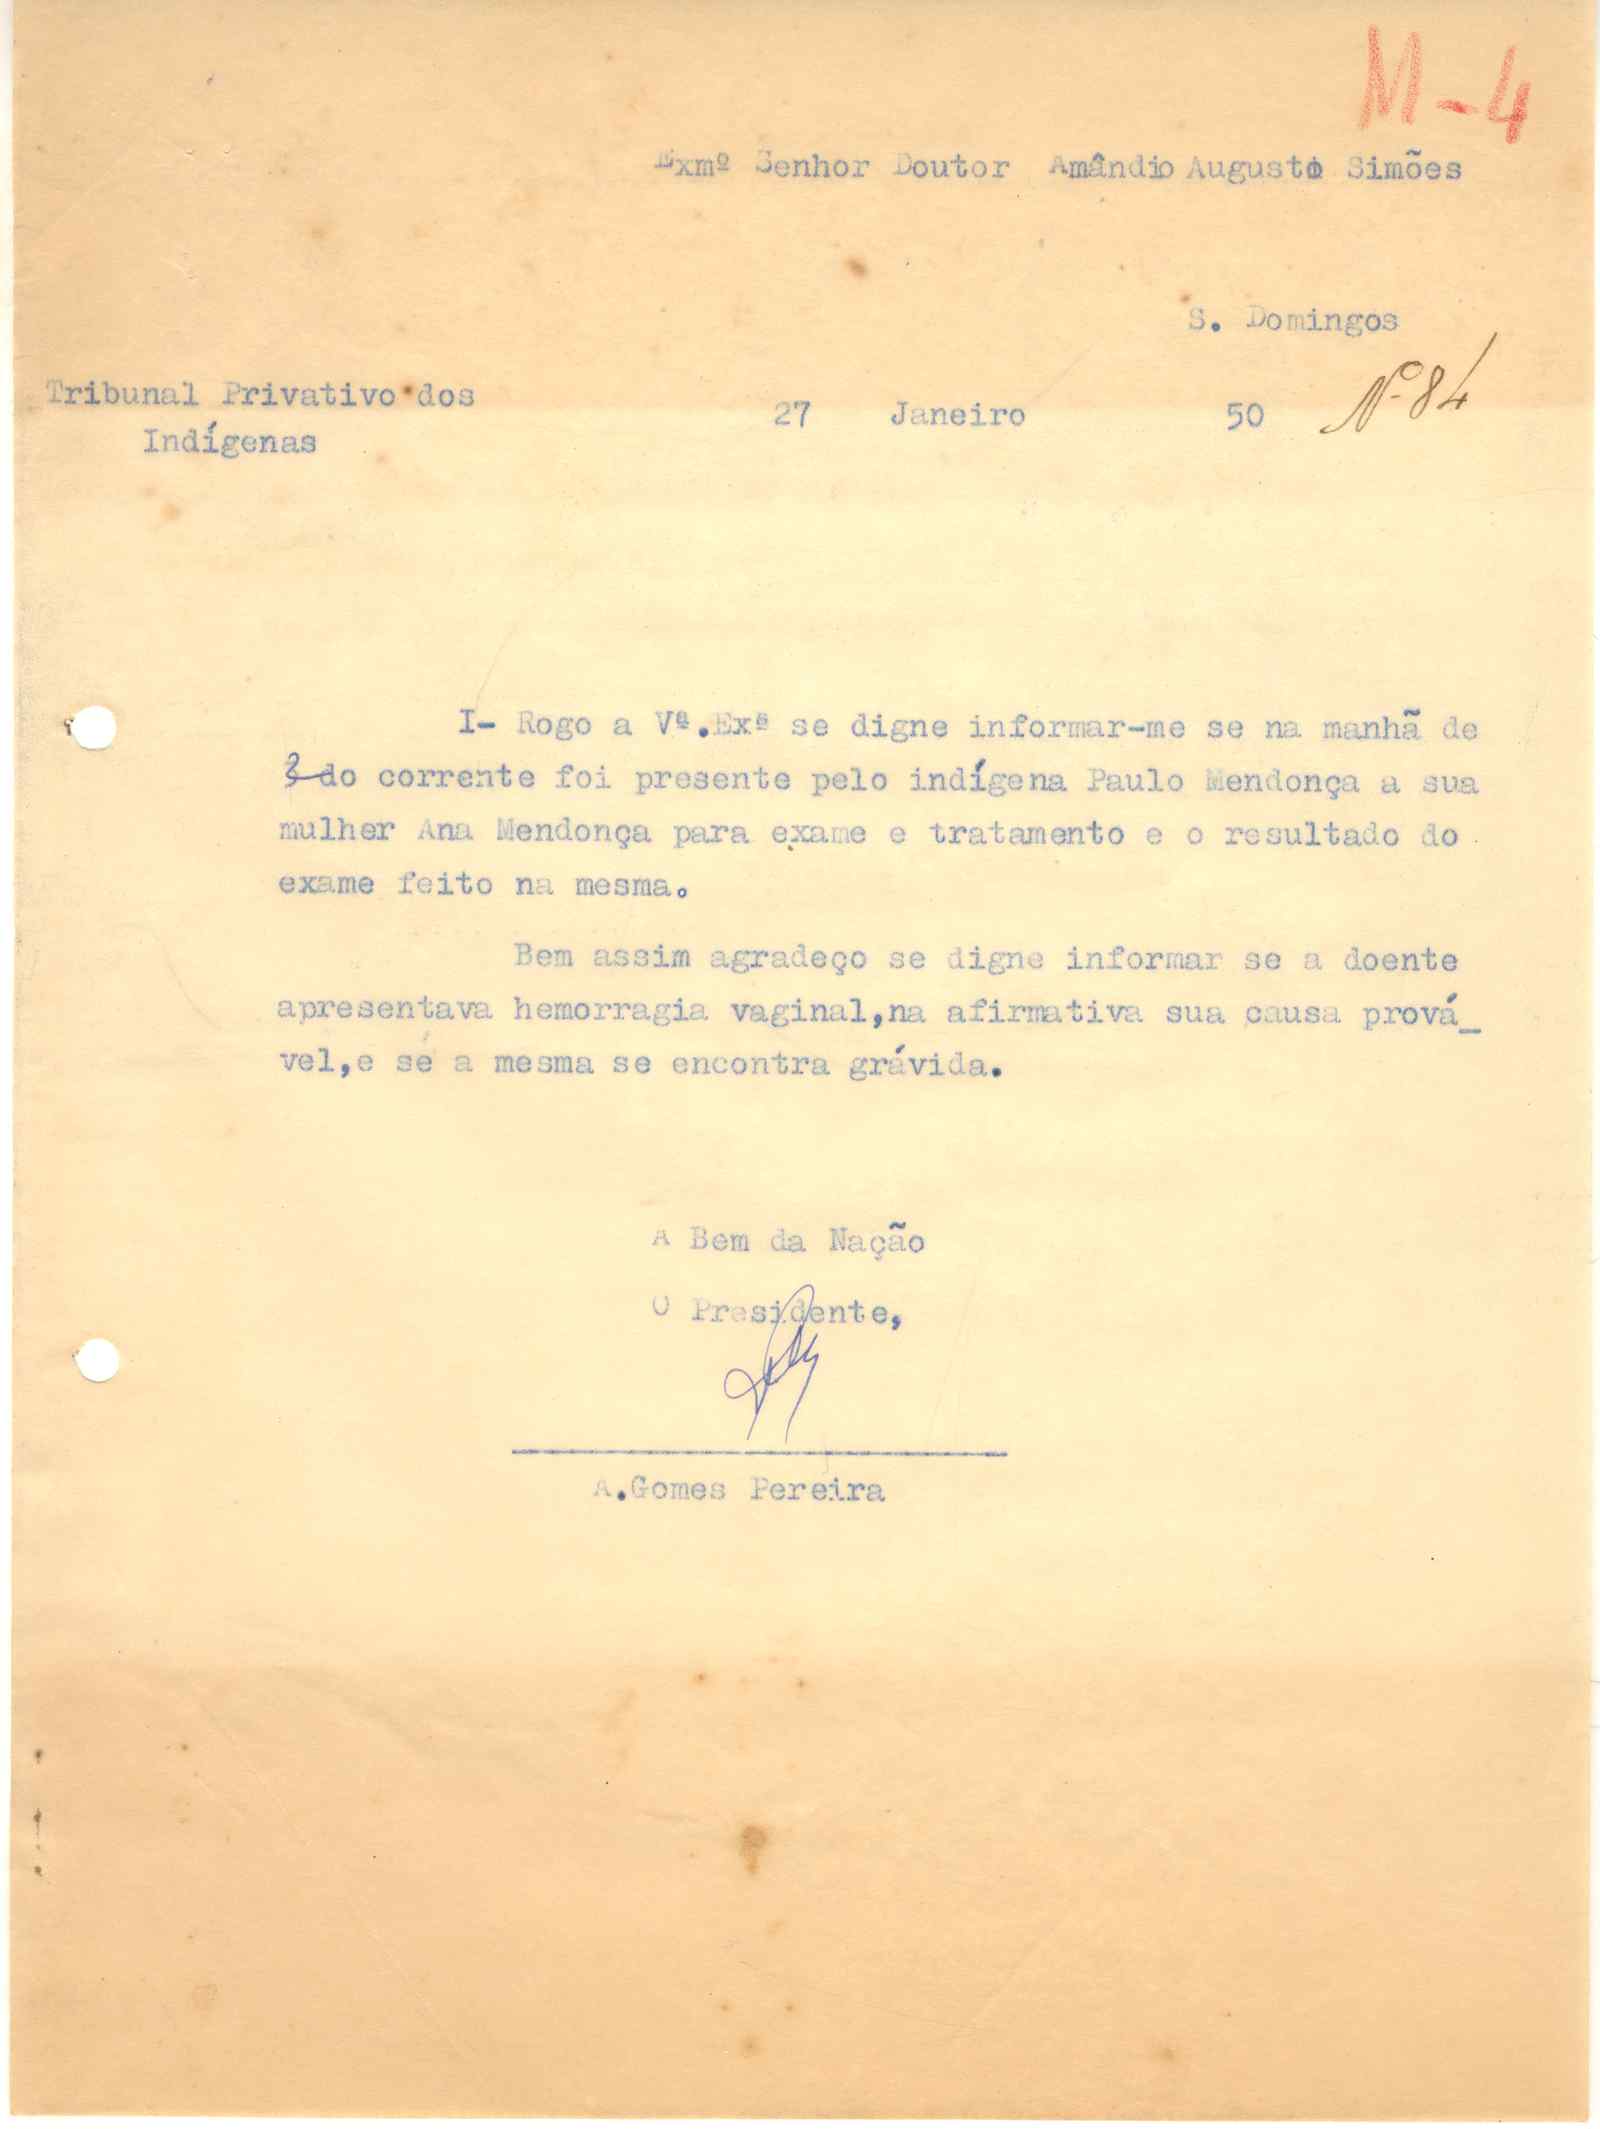 M-4
Exmº Senhor Doutor Amândio Augusto Simões
S. Domingos
Tribunal Privativo dos
Indígenas
27 Janeiro 50 Nº 84
I- Rogo a Vª.Exª se digne informar-me se na manhã de
do corrente foi presente pelo indígena Paulo Mendonça a sua
mulher Ana Mendonça para exame e tratamento e o resultado do
exame feito na mesma.
Bem assim agradeço se digne informar se a doente
apresentava hemorragia vaginal,na afirmativa sua causa prová_
vel,e se a mesma se encontra grávida.
A Bem da Nação
O Presidente,
A.Gomes Pereira